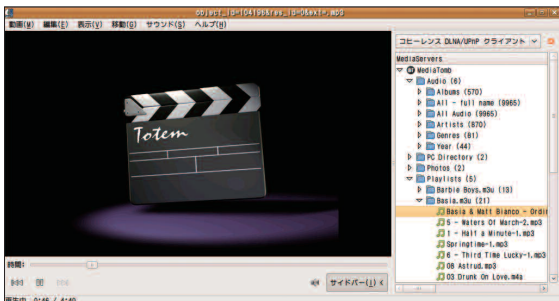 object_id=104196&res_id=0&ext=.mp3
動画(M) 編集(E) 表示(V) 移動(G) サウンド(S) ヘルプ(H)
コヒーレンス DLNA/UPnP クライアント
MediaServers
MediaTomb
Audio (6)
Albums (570)
All - full name (9965)
All Audio (9965)
Artists (870)
Genres (81)
Year (44)
PC Directory (2)
Photos (2)
Playlists (5)
Barbie Boys.m3u (13)
Basia.m3u (21)
Basia & Matt Bianco - Ordin
5 - Waters Of March-2.mp3
1 - Half a Minute-1.mp3
Springtime-1.mp3
6 - Third Time Lucky-1.mp3
08 Astrud.mp3
03 Drunk On Love.m4a
Totem
時間:
サイドバー(i)
再生中 0:46 / 4:40